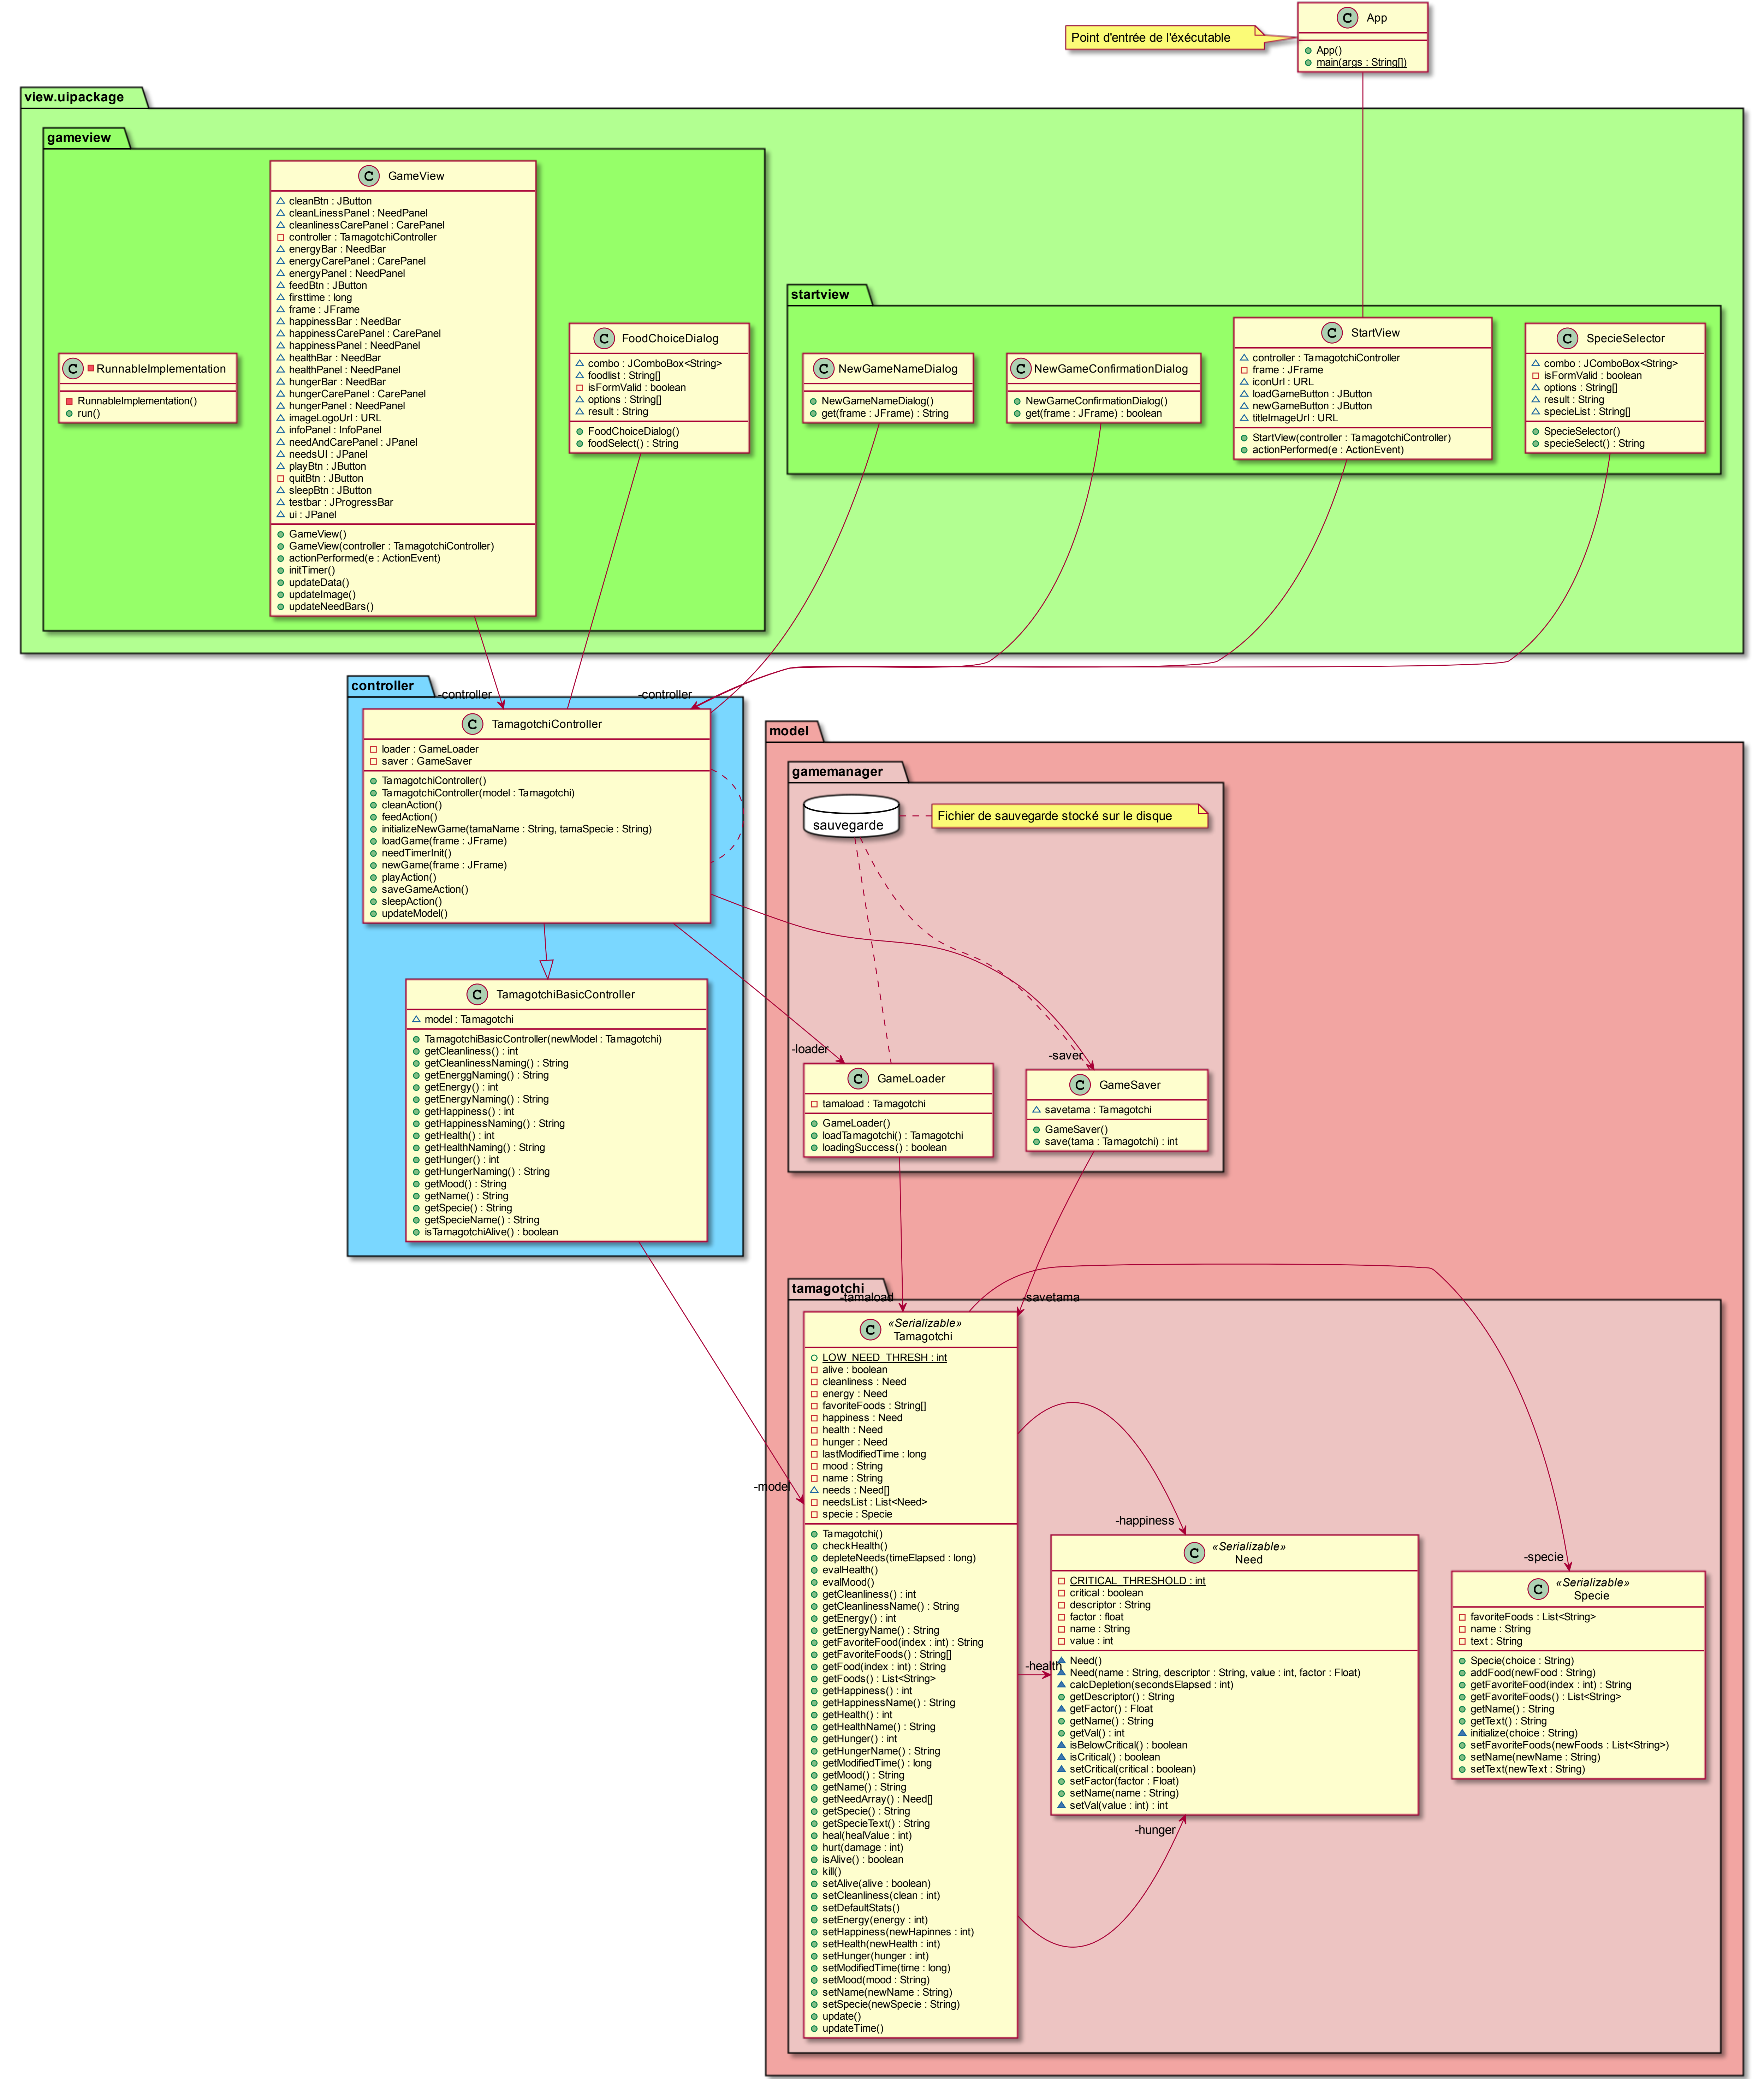 App
Point d'entrée de l'éxécutable
App()
main(args : String[])
view.uipackage
gameview
GameView
cleanBtn : JButton
cleanLinessPanel : NeedPanel
cleanlinessCarePanel : CarePanel
controller : TamagotchiController
energyBar : NeedBar
energyCarePanel : CarePanel
energyPanel : NeedPanel
feedBtn : JButton
firsttime : long
frame : JFrame
happinessBar : NeedBar
happinessCarePanel : CarePanel
happinessPanel : NeedPanel
healthBar : NeedBar
healthPanel : NeedPanel
hungerBar : NeedBar
hungerCarePanel : CarePanel
hungerPanel : NeedPanel
imageLogoUrl : URL
infoPanel : InfoPanel
needAndCarePanel : JPanel
needsUI : JPanel
playBtn : JButton
quitBtn : JButton
sleepBtn : JButton
testbar : JProgressBar
ui : JPanel
GameView()
GameView(controller : TamagotchiController)
actionPerformed(e : ActionEvent)
initTimer()
updateData()
updateImage()
updateNeedBars()
RunnableImplementation
RunnableImplementation()
run()
FoodChoiceDialog
combo : JComboBox<String>
foodlist : String[]
isFormValid : boolean
options : String[]
result : String
FoodChoiceDialog()
foodSelect() : String
startview
NewGameNameDialog
NewGameNameDialog()
get(frame : JFrame) : String
NewGameConfirmationDialog
NewGameConfirmationDialog()
get(frame : JFrame) : boolean
StartView
controller : TamagotchiController
frame : JFrame
iconUrl : URL
loadGameButton : JButton
newGameButton : JButton
titleImageUrl : URL
StartView(controller : TamagotchiController)
actionPerformed(e : ActionEvent)
SpecieSelector
combo : JComboBox<String>
isFormValid : boolean
options : String[]
result : String
specieList : String[]
SpecieSelector()
specieSelect() : String
controller
-controller
-controller
TamagotchiController
loader : GameLoader
saver : GameSaver
TamagotchiController()
TamagotchiController(model : Tamagotchi)
cleanAction()
feedAction()
initializeNewGame(tamaName : String, tamaSpecie : String)
loadGame(frame : JFrame)
needTimerInit()
newGame(frame : JFrame)
playAction()
saveGameAction()
sleepAction()
updateModel()
TamagotchiBasicController
model : Tamagotchi
TamagotchiBasicController(newModel : Tamagotchi)
getCleanliness() : int
getCleanlinessNaming() : String
getEnerggNaming() : String
getEnergy() : int
getEnergyNaming() : String
getHappiness() : int
getHappinessNaming() : String
getHealth() : int
getHealthNaming() : String
getHunger() : int
getHungerNaming() : String
getMood() : String
getName() : String
getSpecie() : String
getSpecieName() : String
isTamagotchiAlive() : boolean
model
gamemanager
sauvegarde
Fichier de sauvegarde stocké sur le disque
-loader
-saver
GameLoader
tamaload : Tamagotchi
GameLoader()
loadTamagotchi() : Tamagotchi
loadingSuccess() : boolean
GameSaver
savetama : Tamagotchi
GameSaver()
save(tama : Tamagotchi) : int
tamagotchi
-tamaload
-savetama
-model
«Serializable»
Tamagotchi
LOW_NEED_THRESH : int
alive : boolean
cleanliness : Need
energy : Need
favoriteFoods : String[]
happiness : Need
health : Need
hunger : Need
lastModifiedTime : long
mood : String
name : String
needs : Need[]
needsList : List<Need>
specie : Specie
Tamagotchi()
checkHealth()
depleteNeeds(timeElapsed : long)
evalHealth()
evalMood()
getCleanliness() : int
getCleanlinessName() : String
getEnergy() : int
getEnergyName() : String
getFavoriteFood(index : int) : String
getFavoriteFoods() : String[]
getFood(index : int) : String
getFoods() : List<String>
getHappiness() : int
getHappinessName() : String
getHealth() : int
getHealthName() : String
getHunger() : int
getHungerName() : String
getModifiedTime() : long
getMood() : String
getName() : String
getNeedArray() : Need[]
getSpecie() : String
getSpecieText() : String
heal(healValue : int)
hurt(damage : int)
isAlive() : boolean
kill()
setAlive(alive : boolean)
setCleanliness(clean : int)
setDefaultStats()
setEnergy(energy : int)
setHappiness(newHapinnes : int)
setHealth(newHealth : int)
setHunger(hunger : int)
setModifiedTime(time : long)
setMood(mood : String)
setName(newName : String)
setSpecie(newSpecie : String)
update()
updateTime()
-happiness
-health
-hunger
«Serializable»
Need
CRITICAL_THRESHOLD : int
critical : boolean
descriptor : String
factor : float
name : String
value : int
Need()
Need(name : String, descriptor : String, value : int, factor : Float)
calcDepletion(secondsElapsed : int)
getDescriptor() : String
getFactor() : Float
getName() : String
getVal() : int
isBelowCritical() : boolean
isCritical() : boolean
setCritical(critical : boolean)
setFactor(factor : Float)
setName(name : String)
setVal(value : int) : int
-specie
«Serializable»
Specie
favoriteFoods : List<String>
name : String
text : String
Specie(choice : String)
addFood(newFood : String)
getFavoriteFood(index : int) : String
getFavoriteFoods() : List<String>
getName() : String
getText() : String
initialize(choice : String)
setFavoriteFoods(newFoods : List<String>)
setName(newName : String)
setText(newText : String)